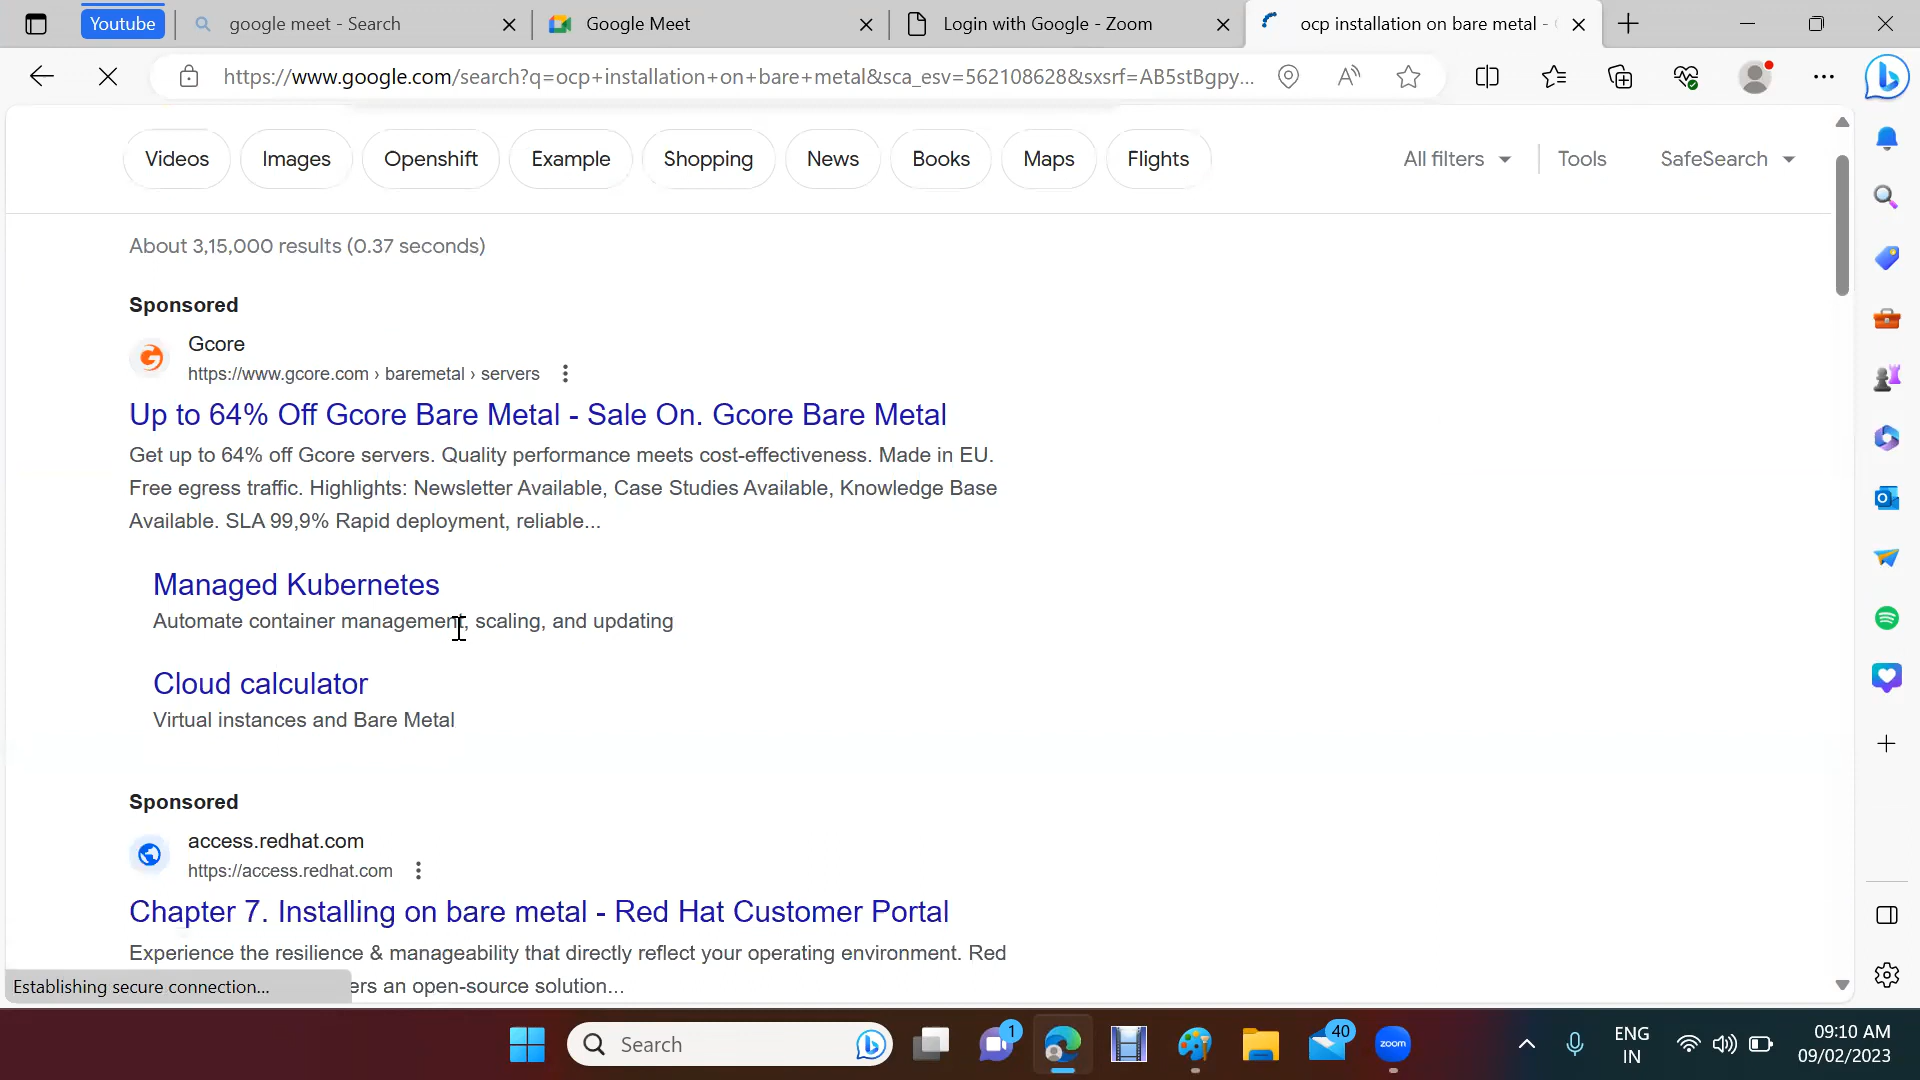 Youtube
google meet - Search
Google Meet
Login with Google - Zoom
ocp installation on bare metal -
https://www.google.com/search?q=ocp+installation+on+bare+metal&sca_esv=562108628&sxsrf=AB5stBgpy...
Videos
Images
Openshift
Example
Shopping
News
Books
Maps
Flights
All filters
Tools
SafeSearch
About 3,15,000 results (0.37 seconds)
Sponsored
Gcore
https://www.gcore.com › baremetal › servers
Up to 64% Off Gcore Bare Metal - Sale On. Gcore Bare Metal
Get up to 64% off Gcore servers. Quality performance meets cost-effectiveness. Made in EU.
Free egress traffic. Highlights: Newsletter Available, Case Studies Available, Knowledge Base
Available. SLA 99,9% Rapid deployment, reliable...
Managed Kubernetes
Automate container management, scaling, and updating
Cloud calculator
Virtual instances and Bare Metal
Sponsored
access.redhat.com
https://access.redhat.com
Chapter 7. Installing on bare metal - Red Hat Customer Portal
Experience the resilience & manageability that directly reflect your operating environment. Red
ers an open-source solution...
Establishing secure connection...
Search
1
40
zoom
ENG
IN
09:10 AM
09/02/2023